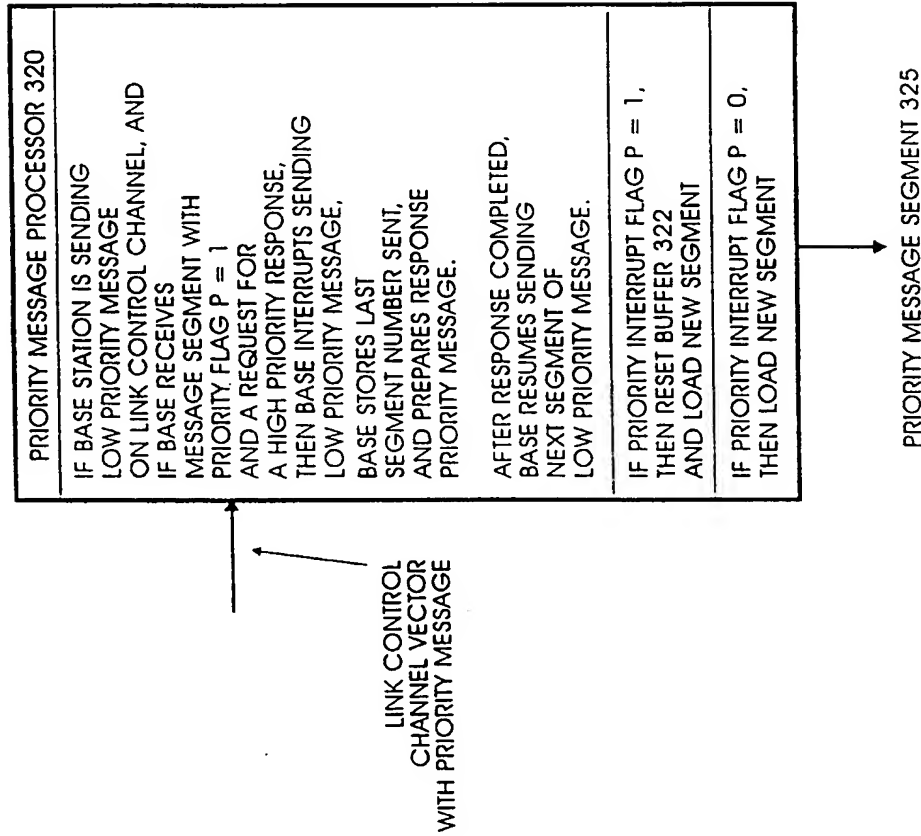 PRIORITY MESSAGE PROCESSOR 320
IF BASE STATION IS SENDING
LOW PRIORITY MESSAGE
ON LINK CONTROL CHANNEL, AND
IF BASE RECEIVES
MESSAGE SEGMENT WITH
PRIORITY FLAG P = 1
AND A REQUEST FOR
A HIGH PRIORITY RESPONSE,
THEN BASE INTERRUPTS SENDING
LOW PRIORITY MESSAGE,
BASE STORES LAST
SEGMENT NUMBER SENT,
AND PREPARES RESPONSE
PRIORITY MESSAGE.
AFTER RESPONSE COMPLETED,
BASE RESUMES SENDING
NEXT SEGMENT OF
LOW PRIORITY MESSAGE.
IF PRIORITY INTERRUPT FLAG P = 1,
THEN RESET BUFFER 322
AND LOAD NEW SEGMENT
IF PRIORITY INTERRUPT FLAG P = 0,
THEN LOAD NEW SEGMENT
LINK CONTROL
CHANNEL VECTOR
WITH PRIORITY MESSAGE
PRIORITY MESSAGE SEGMENT 325